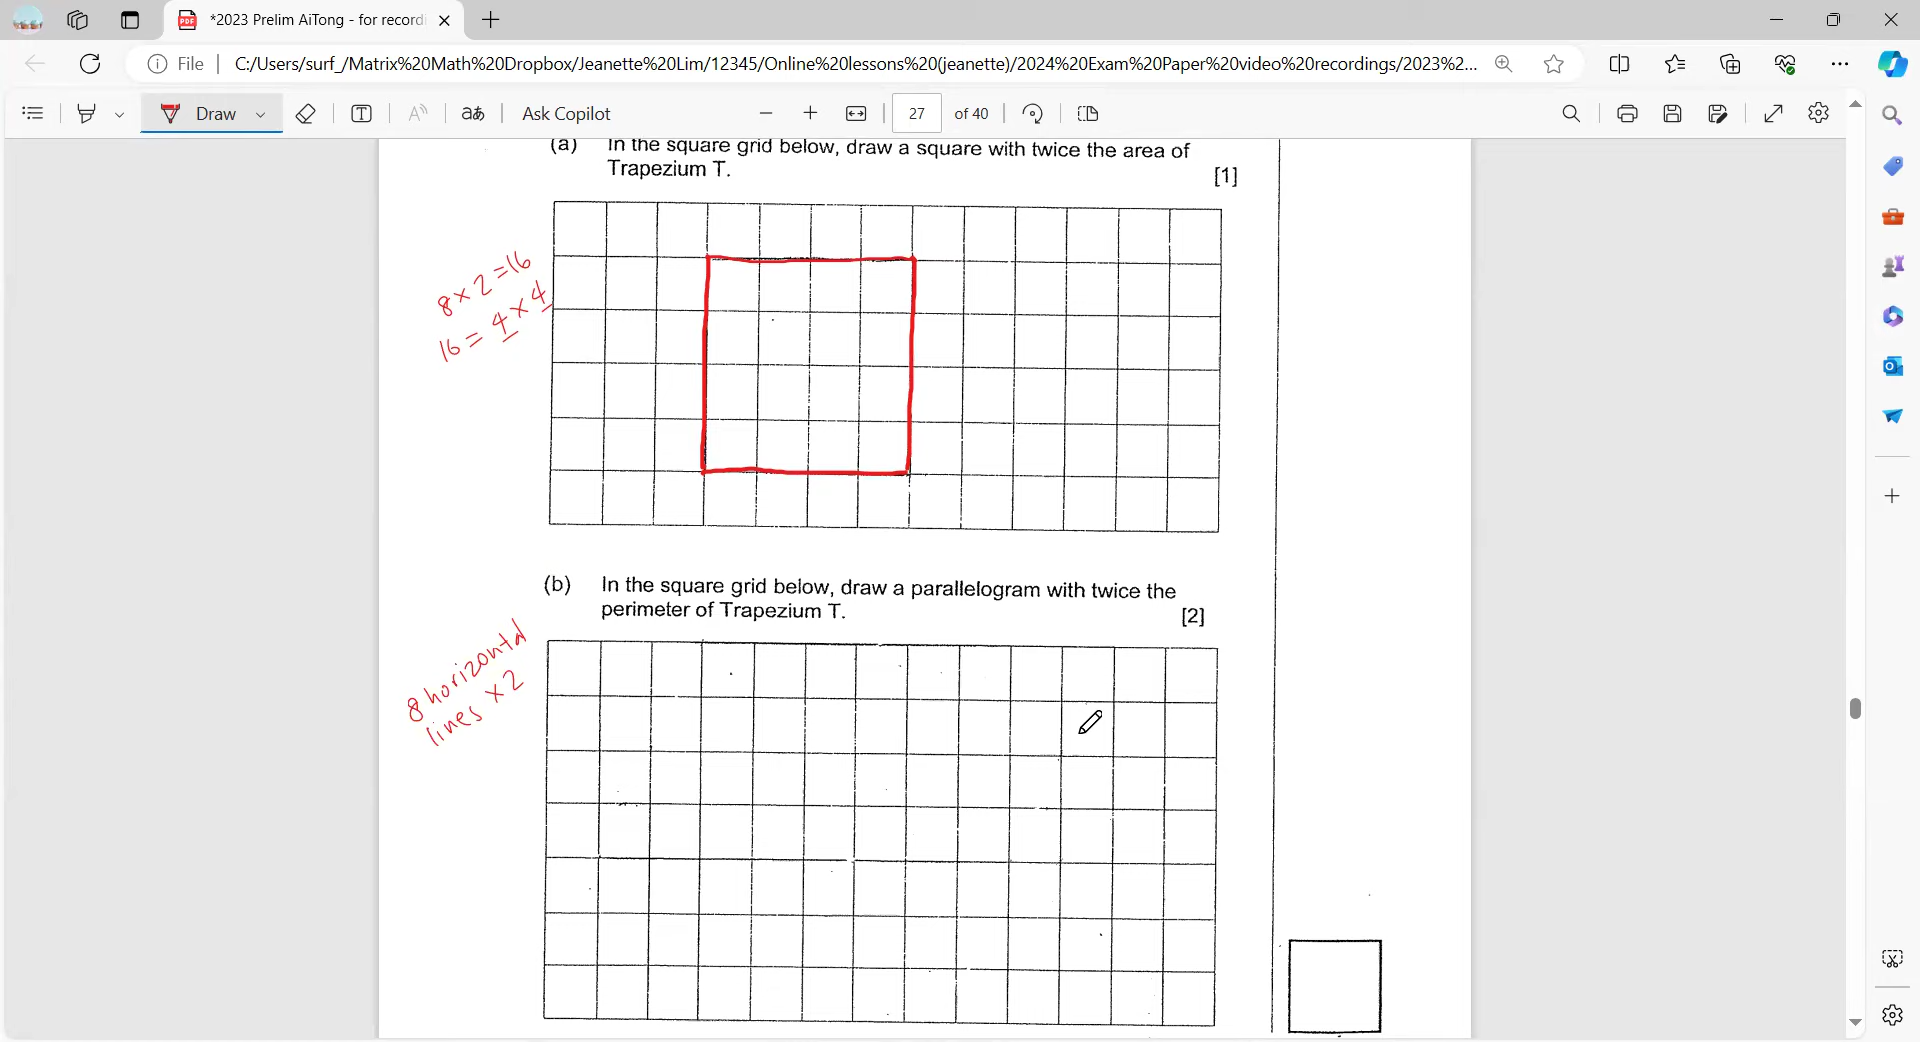 *2023 Prelim AiTong - for record
File
C:/Users/surf_/Matrix%20Math%20Dropbox/Jeanette%20Lim/12345/Online%20lessons%20(jeanette)/2024%20Exam%20Paper%20video%20recordings/2023%2...
Draw
Ask Copilot
27
of 40
(a) In the square grid below, draw a square with twice the area of
Trapezium T.
[1]
8 x 2 = 16
16 = 4 x 4
(b) In the square grid below, draw a parallelogram with twice the
perimeter of Trapezium T.
[2]
8 horizontal
lines x 2